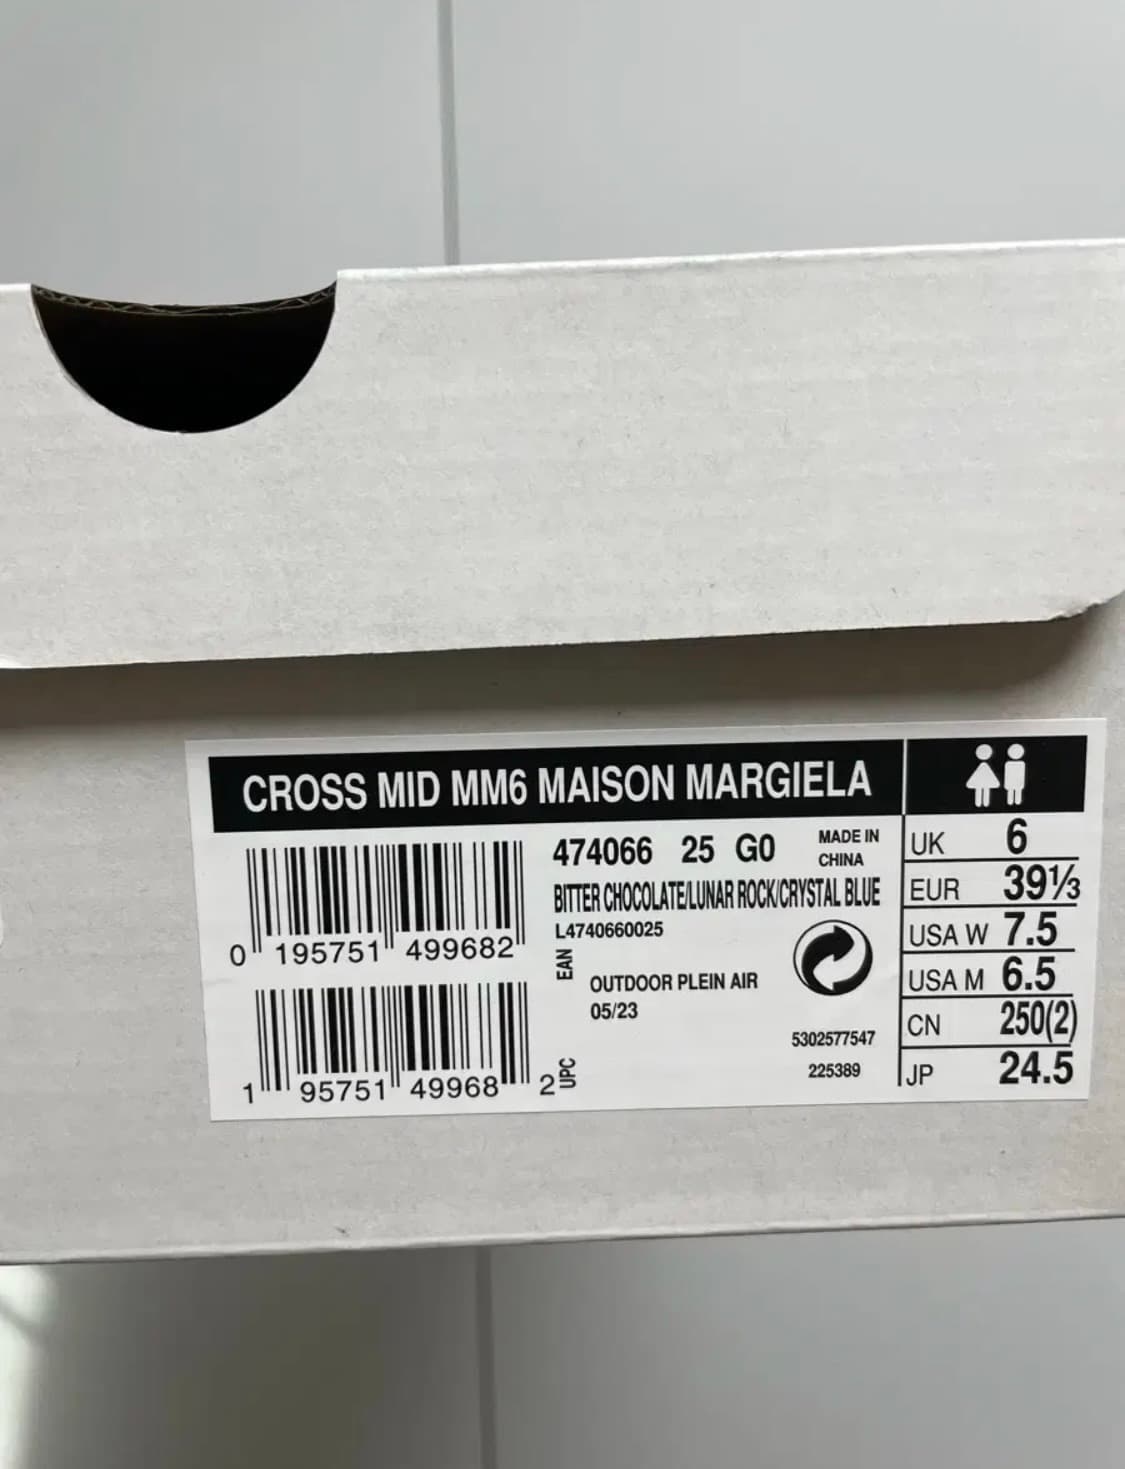 CROSS MID MM6 MAISON MARGIELA
474066 25 G0
MADE IN
CHINA
BITTER CHOCOLATE/LUNAR ROCK/CRYSTAL BLUE
L4740660025
0 195751 499682
EAN
OUTDOOR PLEIN AIR
05/23
5302577547
225389
1 95751 49968 2
UPC
UK 6
EUR 39⅓
USA W 7.5
USA M 6.5
CN 250(2)
JP 24.5